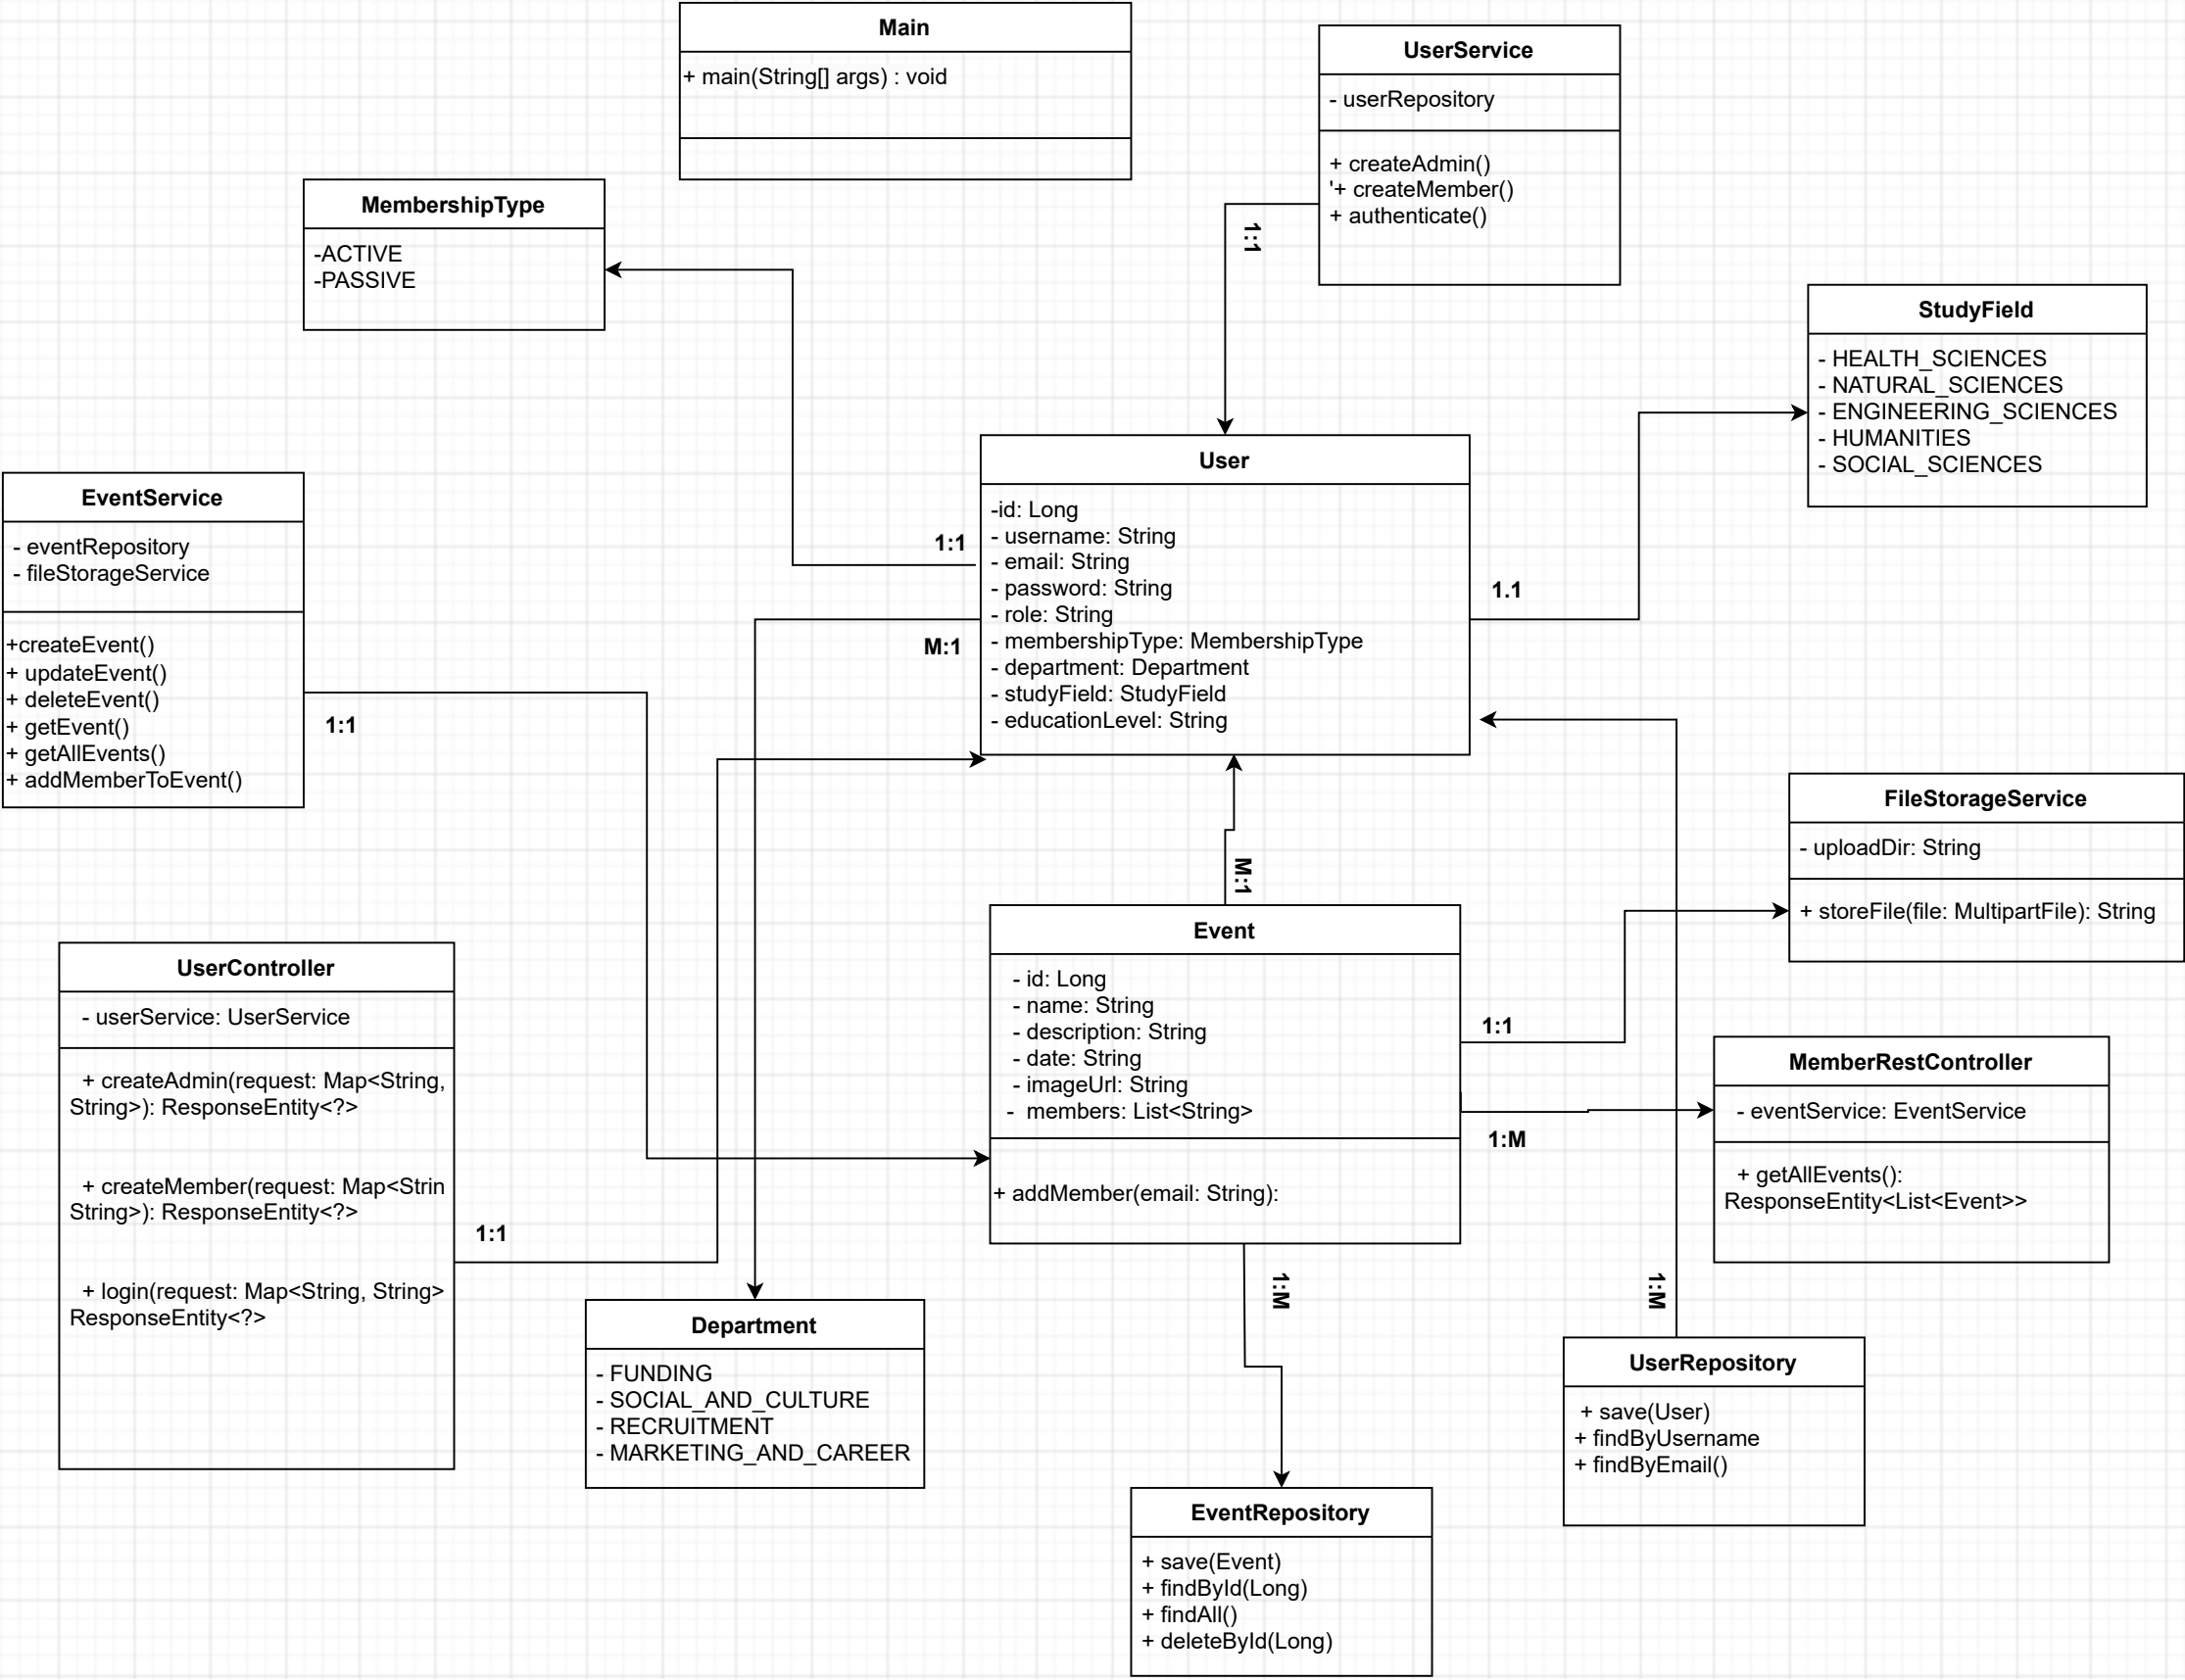 Main
+ main(String[] args) : void
UserService
- userRepository
+ createAdmin()
'+ createMember()
+ authenticate()
MembershipType
-ACTIVE
-PASSIVE
1:1
StudyField
- HEALTH_SCIENCES
- NATURAL_SCIENCES
- ENGINEERING_SCIENCES
- HUMANITIES
- SOCIAL_SCIENCES
User
-id: Long
- username: String
- email: String
- password: String
- role: String
- membershipType: MembershipType
- department: Department
- studyField: StudyField
- educationLevel: String
1:1
M:1
1.1
EventService
- eventRepository
- fileStorageService
+createEvent()
+ updateEvent()
+ deleteEvent()
+ getEvent()
+ getAllEvents()
+ addMemberToEvent()
1:1
M:1
FileStorageService
- uploadDir: String
+ storeFile(file: MultipartFile): String
Event
- id: Long
- name: String
- description: String
- date: String
- imageUrl: String
- members: List<String>
+ addMember(email: String):
1:1
1:M
UserController
- userService: UserService
+ createAdmin(request: Map<String,
String>): ResponseEntity<?>
+ createMember(request: Map<Strin
String>): ResponseEntity<?>
+ login(request: Map<String, String>
ResponseEntity<?>
1:1
MemberRestController
- eventService: EventService
+ getAllEvents():
ResponseEntity<List<Event>>
1:M
1:M
Department
- FUNDING
- SOCIAL_AND_CULTURE
- RECRUITMENT
- MARKETING_AND_CAREER
UserRepository
+ save(User)
+ findByUsername
+ findByEmail()
EventRepository
+ save(Event)
+ findById(Long)
+ findAll()
+ deleteById(Long)